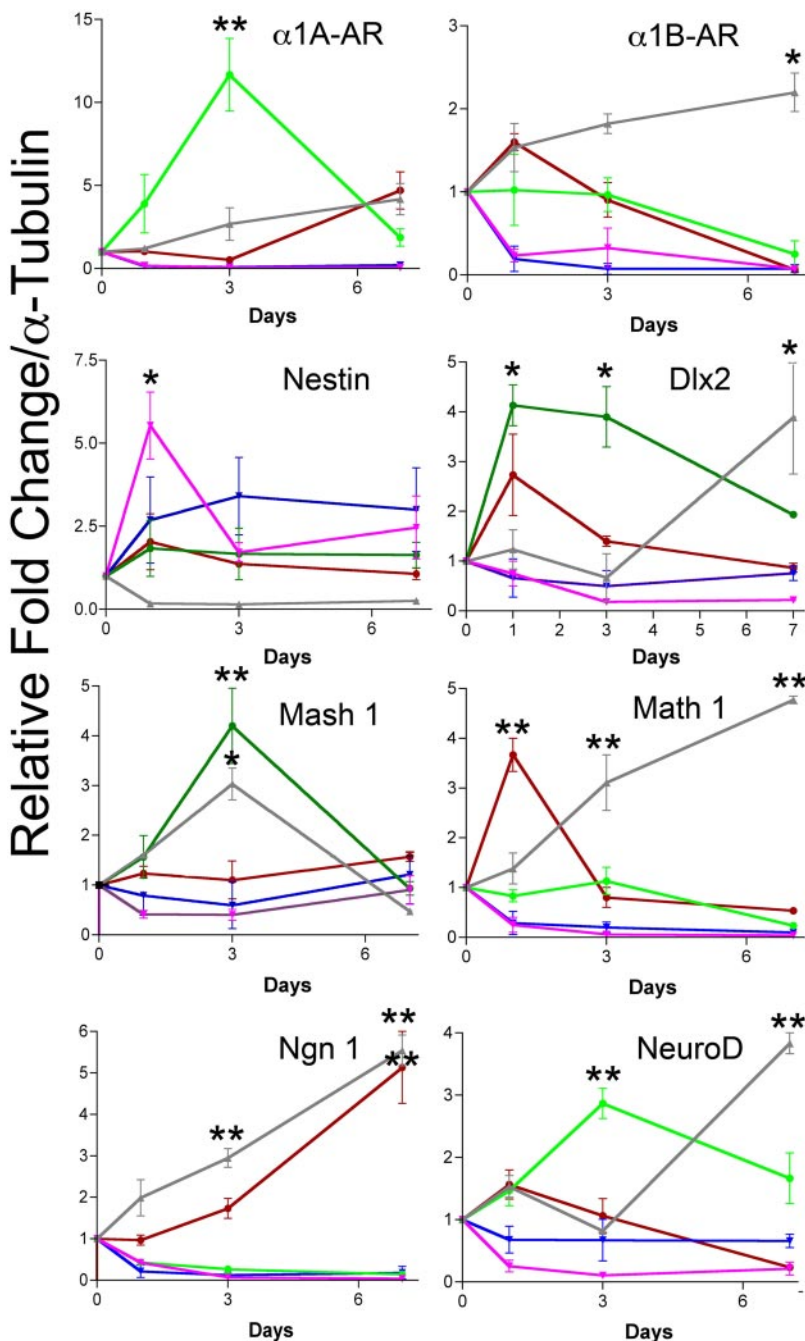 Relative Fold Change/α-Tubulin
α1A-AR
**
15
10
5
0
0 3 6
Days
α1B-AR
*
3
2
1
0
0 6
Days
Nestin
*
7.5
5.0
2.5
0.0
0 3 6
Days
Dlx2
* * *
5
4
3
2
1
0
0 1 2 3 4 5 6 7
Days
Mash 1
**
*
5
4
3
2
1
0
0 3 6
Days
Math 1
** ** **
5
4
3
2
1
0
0 3 6
Days
Ngn 1
**
**
**
6
5
4
3
2
1
0
0 3 6
Days
NeuroD
** **
4
3
2
1
0
0 3 6
Days